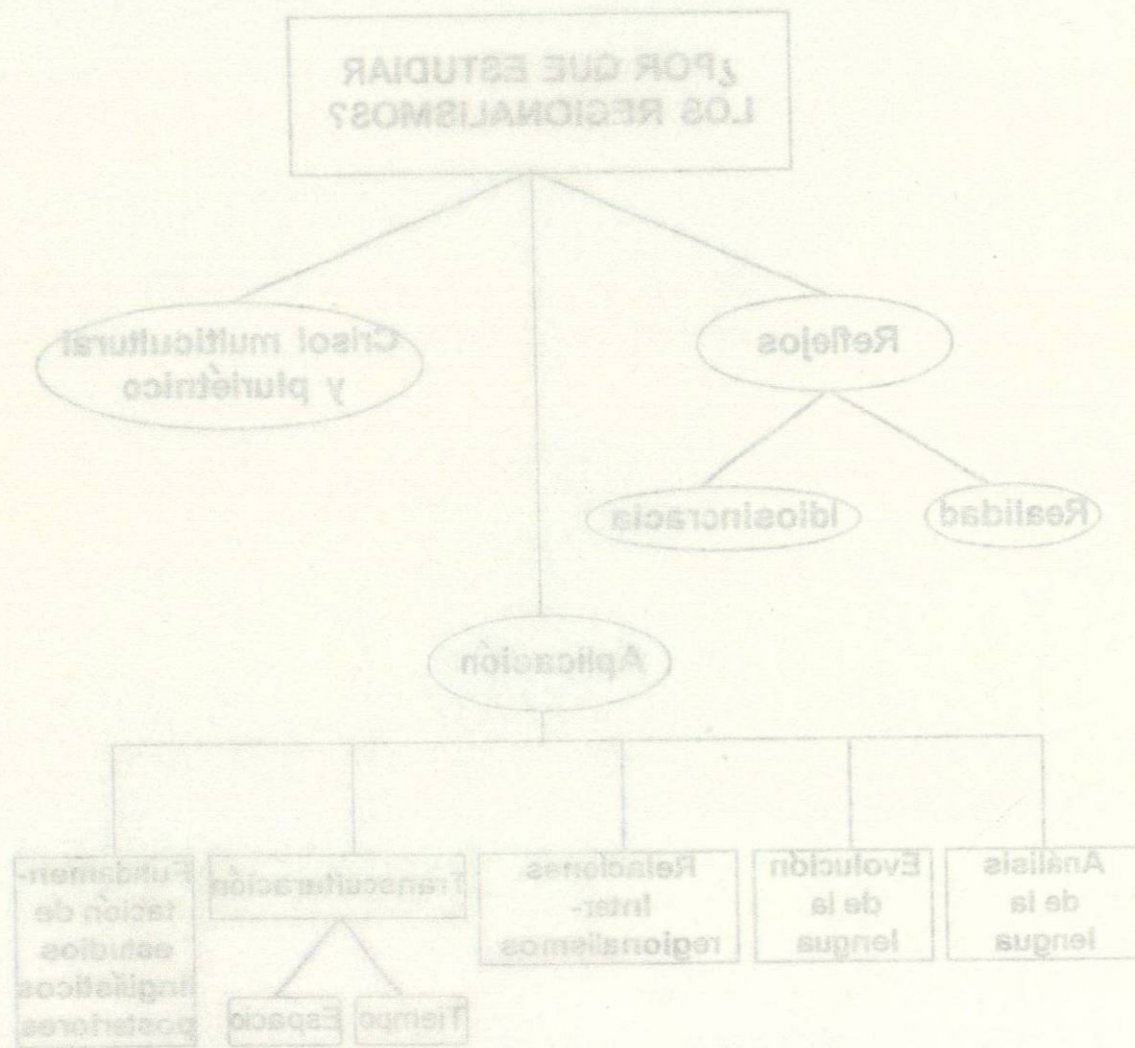 ¿POR QUE ESTUDIAR
LOS REGIONALISMOS?
Reflejos
Crisol multicultural
y pluriétnico
Realidad
Idiosincracia
Aplicación
Análisis
de la
lengua
Evolución
de la
lengua
Relaciones
Inter-
regionalismos
Transculturación
Tiempo
Espacio
Fundamen-
tación de
estudios
lingüísticos
posteriores